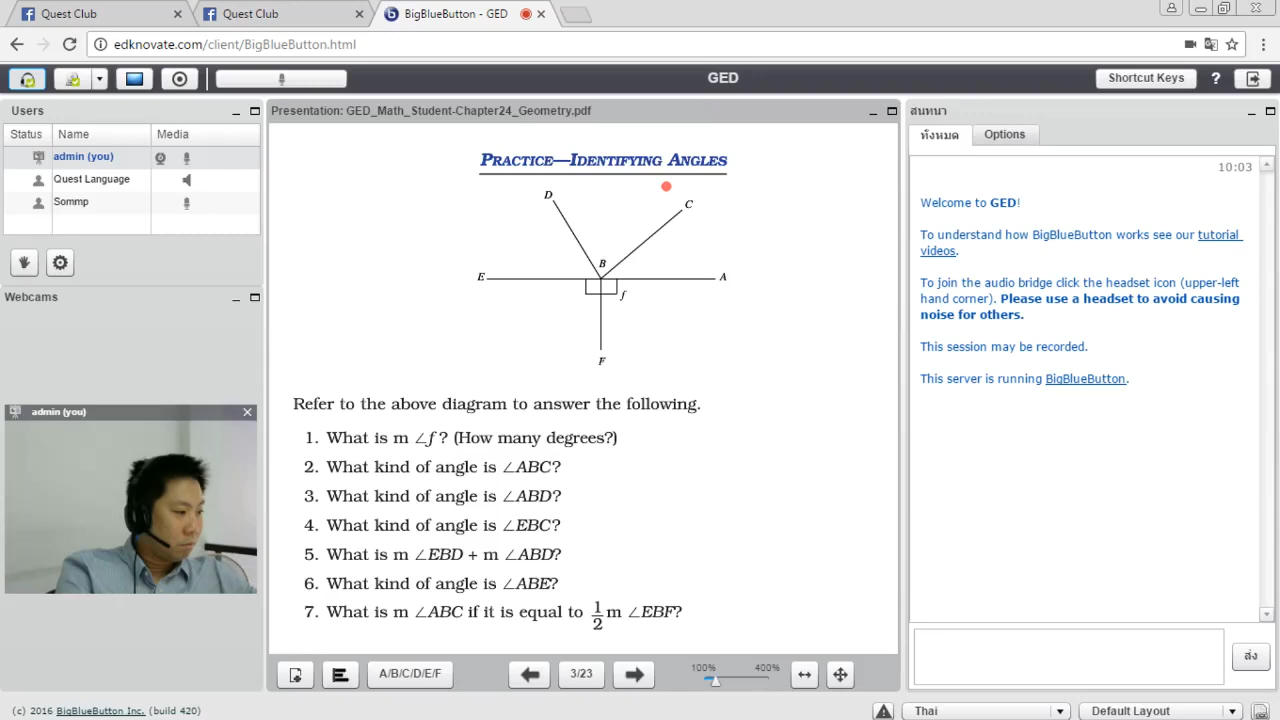 Quest Club
Quest Club
BigBlueButton - GED
edknovate.com/client/BigBlueButton.html
GED
Shortcut Keys
?
Users
Status Name Media
admin (you)
Quest Language
Sommp
Webcams
admin (you)
Presentation: GED_Math_Student-Chapter24_Geometry.pdf
PRACTICE—IDENTIFYING ANGLES
D
C
B
E
A
f
F
Refer to the above diagram to answer the following.
1. What is m ∠f ? (How many degrees?)
2. What kind of angle is ∠ABC?
3. What kind of angle is ∠ABD?
4. What kind of angle is ∠EBC?
5. What is m ∠EBD + m ∠ABD?
6. What kind of angle is ∠ABE?
7. What is m ∠ABC if it is equal to 1/2 m ∠EBF?
A/B/C/D/E/F
3/23
100% 400%
สนทนา
ทั้งหมด Options
10:03
Welcome to GED!
To understand how BigBlueButton works see our tutorial
videos.
To join the audio bridge click the headset icon (upper-left
hand corner). Please use a headset to avoid causing
noise for others.
This session may be recorded.
This server is running BigBlueButton.
ส่ง
(c) 2016 BigBlueButton Inc. (build 420)
Thai
Default Layout